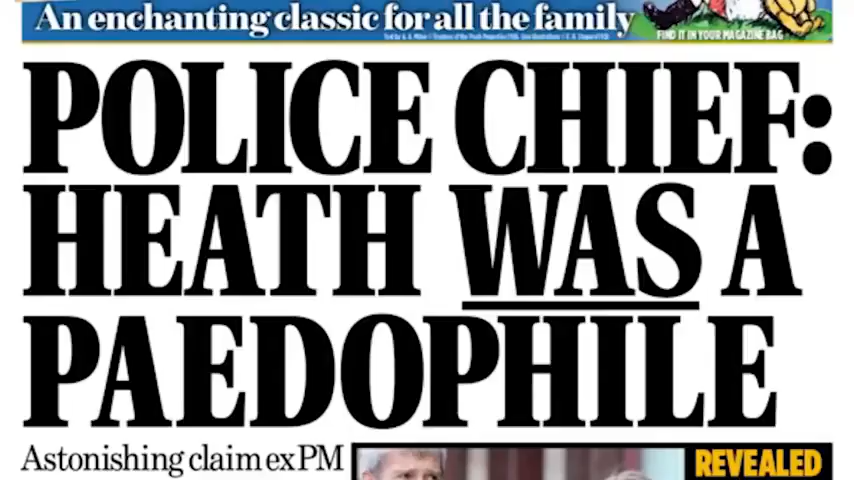 An enchanting classic for all the family
FIND IT IN YOUR MAGAZINE BAG
POLICE CHIEF:
HEATH WAS A
PAEDOPHILE
Astonishing claim ex PM
REVEALED